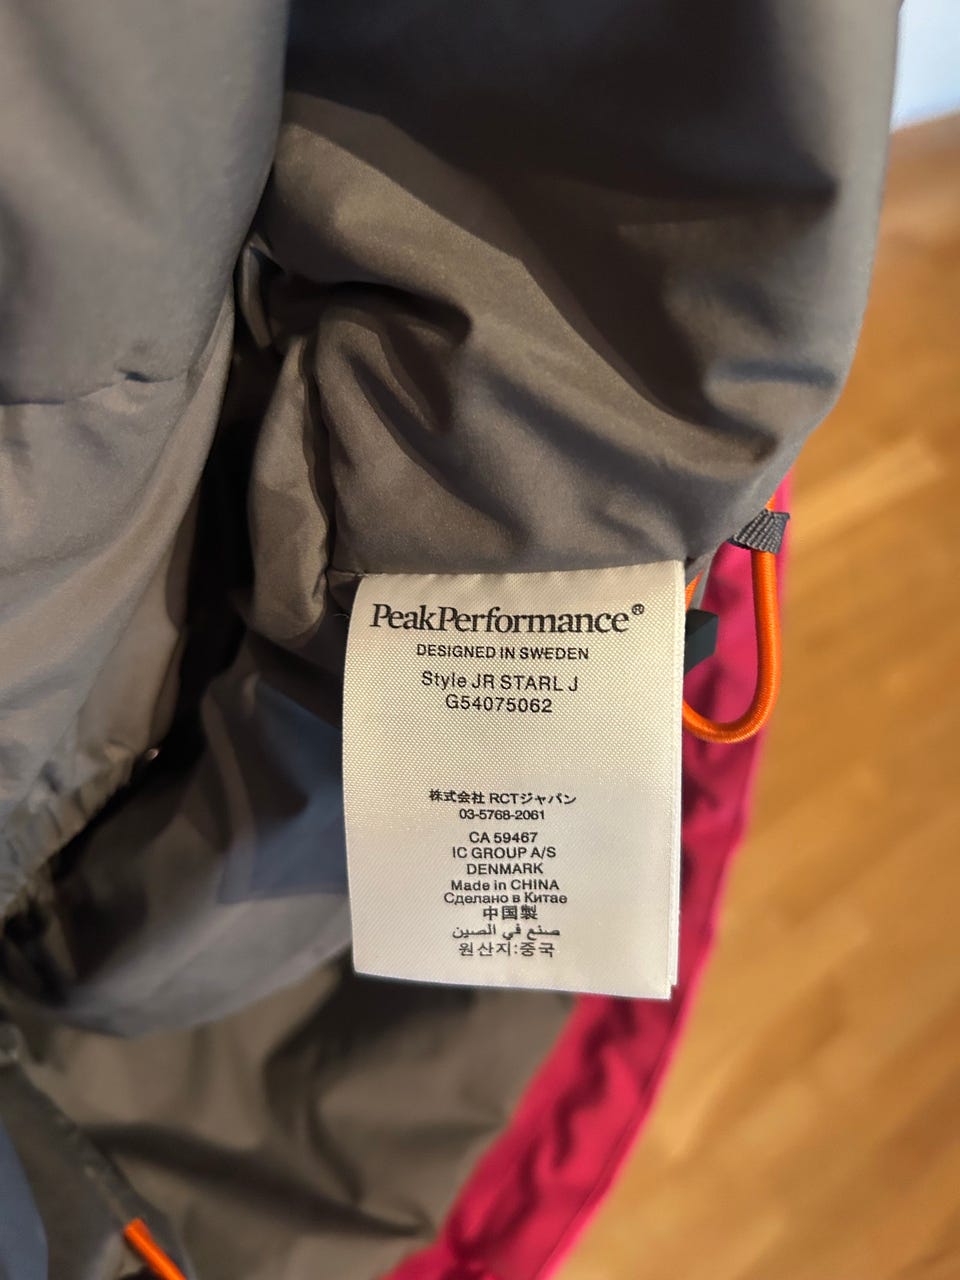 PeakPerformance®
DESIGNED IN SWEDEN
Style JR STARL J
G54075062
株式会社 RCTジャパン
03-5768-2061
CA 59467
IC GROUP A/S
DENMARK
Made in CHINA
Сделано в Китае
中国製
صنع في الصين
원산지:중국